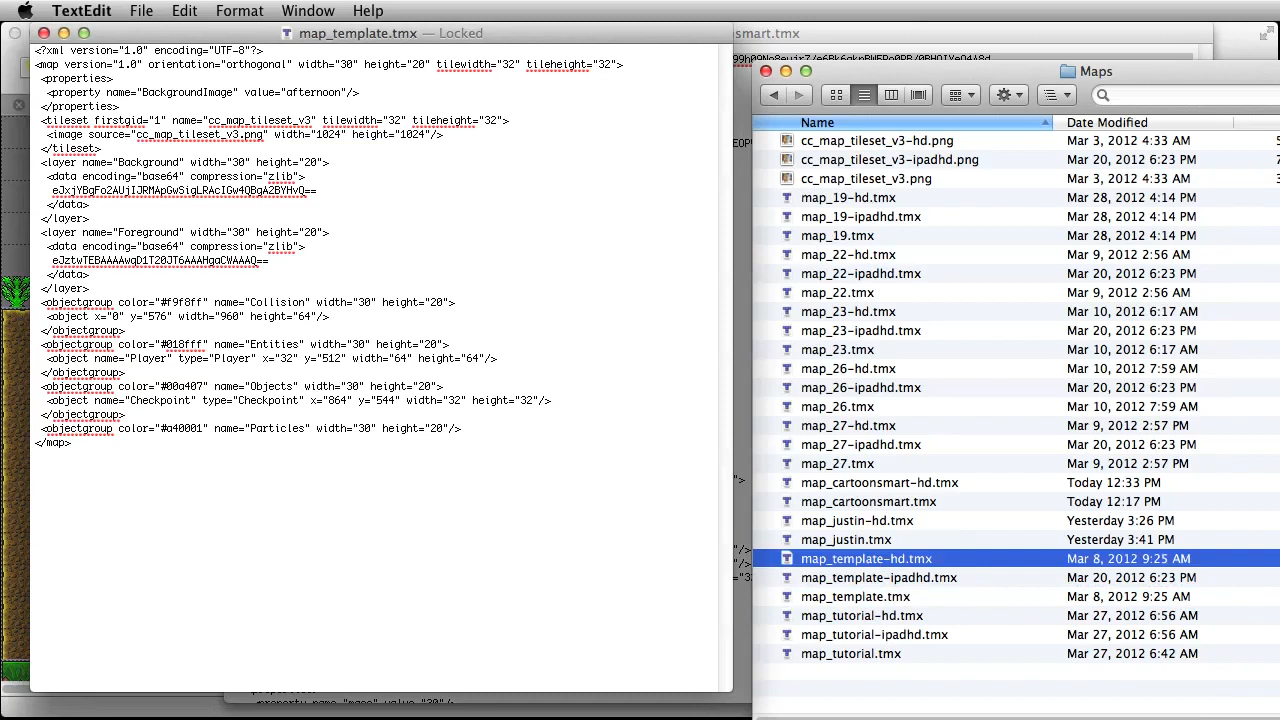 TextEdit File Edit Format Window Help
map_template.tmx — Locked
<?xml version="1.0" encoding="UTF-8"?>
<map version="1.0" orientation="orthogonal" width="30" height="20" tilewidth="32" tileheight="32">
<properties>
<property name="BackgroundImage" value="afternoon"/>
</properties>
<tileset firstgid="1" name="cc_map_tileset_v3" tilewidth="32" tileheight="32">
<image source="cc_map_tileset_v3.png" width="1024" height="1024"/>
</tileset>
<layer name="Background" width="30" height="20">
<data encoding="base64" compression="zlib">
</data>
</layer>
<layer name="Foreground" width="30" height="20">
<data encoding="base64" compression="zlib">
</data>
</layer>
<objectgroup color="#f9f8ff" name="Collision" width="30" height="20">
<object x="0" y="576" width="960" height="64"/>
</objectgroup>
<objectgroup color="#018fff" name="Entities" width="30" height="20">
<object name="Player" type="Player" x="32" y="512" width="64" height="64"/>
</objectgroup>
<objectgroup color="#00a407" name="Objects" width="30" height="20">
<object name="Checkpoint" type="Checkpoint" x="864" y="544" width="32" height="32"/>
</objectgroup>
<objectgroup color="#a40001" name="Particles" width="30" height="20"/>
</map>
smart.tmx
Maps
Name Date Modified
cc_map_tileset_v3-hd.png Mar 3, 2012 4:33 AM
cc_map_tileset_v3-ipadhd.png Mar 20, 2012 6:23 PM
cc_map_tileset_v3.png Mar 3, 2012 4:33 AM
map_19-hd.tmx Mar 28, 2012 4:14 PM
map_19-ipadhd.tmx Mar 28, 2012 4:14 PM
map_19.tmx Mar 28, 2012 4:14 PM
map_22-hd.tmx Mar 9, 2012 2:56 AM
map_22-ipadhd.tmx Mar 20, 2012 6:23 PM
map_22.tmx Mar 9, 2012 2:56 AM
map_23-hd.tmx Mar 10, 2012 6:17 AM
map_23-ipadhd.tmx Mar 20, 2012 6:23 PM
map_23.tmx Mar 10, 2012 6:17 AM
map_26-hd.tmx Mar 10, 2012 7:59 AM
map_26-ipadhd.tmx Mar 20, 2012 6:23 PM
map_26.tmx Mar 10, 2012 7:59 AM
map_27-hd.tmx Mar 9, 2012 2:57 PM
map_27-ipadhd.tmx Mar 20, 2012 6:23 PM
map_27.tmx Mar 9, 2012 2:57 PM
map_cartoonsmart-hd.tmx Today 12:33 PM
map_cartoonsmart.tmx Today 12:17 PM
map_justin-hd.tmx Yesterday 3:26 PM
map_justin.tmx Yesterday 3:41 PM
map_template-hd.tmx Mar 8, 2012 9:25 AM
map_template-ipadhd.tmx Mar 20, 2012 6:23 PM
map_template.tmx Mar 8, 2012 9:25 AM
map_tutorial-hd.tmx Mar 27, 2012 6:56 AM
map_tutorial-ipadhd.tmx Mar 27, 2012 6:56 AM
map_tutorial.tmx Mar 27, 2012 6:42 AM